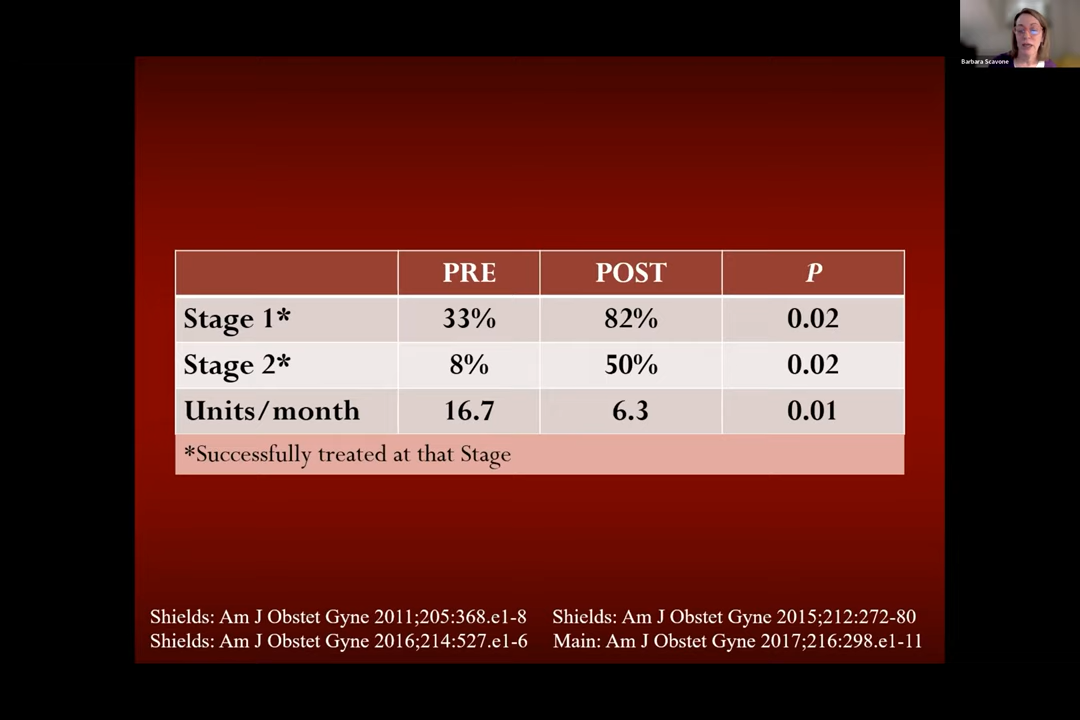 Barbara Scavone
PRE POST P
Stage 1* 33% 82% 0.02
Stage 2* 8% 50% 0.02
Units/month 16.7 6.3 0.01
*Successfully treated at that Stage
Shields: Am J Obstet Gyne 2011;205:368.e1-8 Shields: Am J Obstet Gyne 2015;212:272-80
Shields: Am J Obstet Gyne 2016;214:527.e1-6 Main: Am J Obstet Gyne 2017;216:298.e1-11